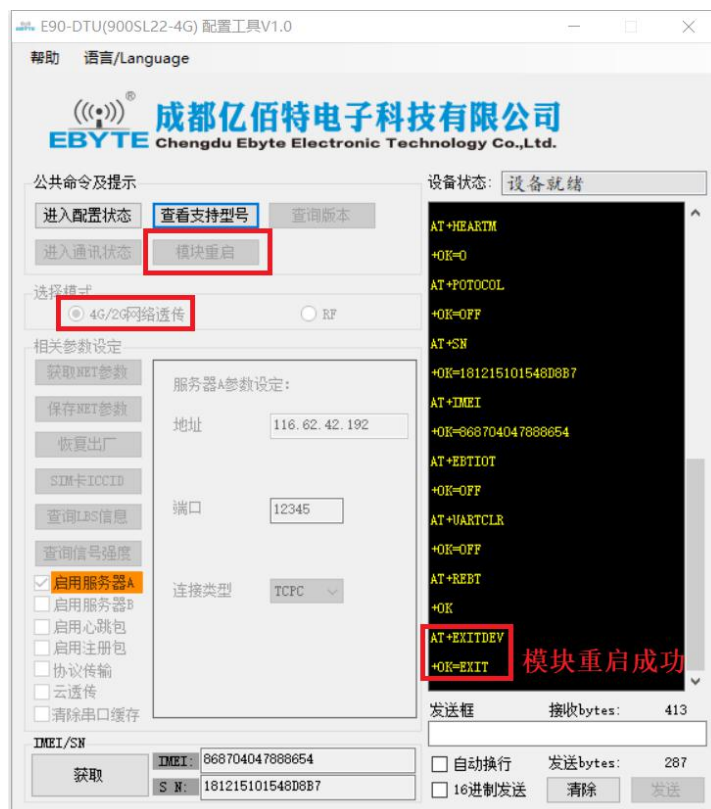 E90-DTU(900SL22-4G) 配置工具V1.0
帮助 语言/Language
EBYTE ®
成都亿佰特电子科技有限公司
Chengdu Ebyte Electronic Technology Co.,Ltd.
公共命令及提示
进入配置状态 查看支持型号 查询版本
进入通讯状态 模块重启
选择模式
4G/2G网络透传 RF
相关参数设定
获取NET参数
保存NET参数
恢复出厂
SIM卡ICCID
查询LBS信息
查询信号强度
启用服务器A
启用服务器B
启用心跳包
启用注册包
协议传输
云透传
清除串口缓存
服务器A参数设定:
地址 116.62.42.192
端口 12345
连接类型 TCPC
IMEI/SN
获取
IMEI: 868704047888654
S N: 181215101548D8B7
设备状态: 设备就绪
AT+HEARTM
+OK=0
AT+POTOCOL
+OK=OFF
AT+SN
+OK=181215101548D8B7
AT+IMEI
+OK=868704047888654
AT+EBTIOT
+OK=OFF
AT+UARTCLR
+OK=OFF
AT+REBT
+OK
AT+EXITDEV
+OK=EXIT
模块重启成功
发送框 接收bytes: 413
自动换行 发送bytes: 287
16进制发送 清除 发送